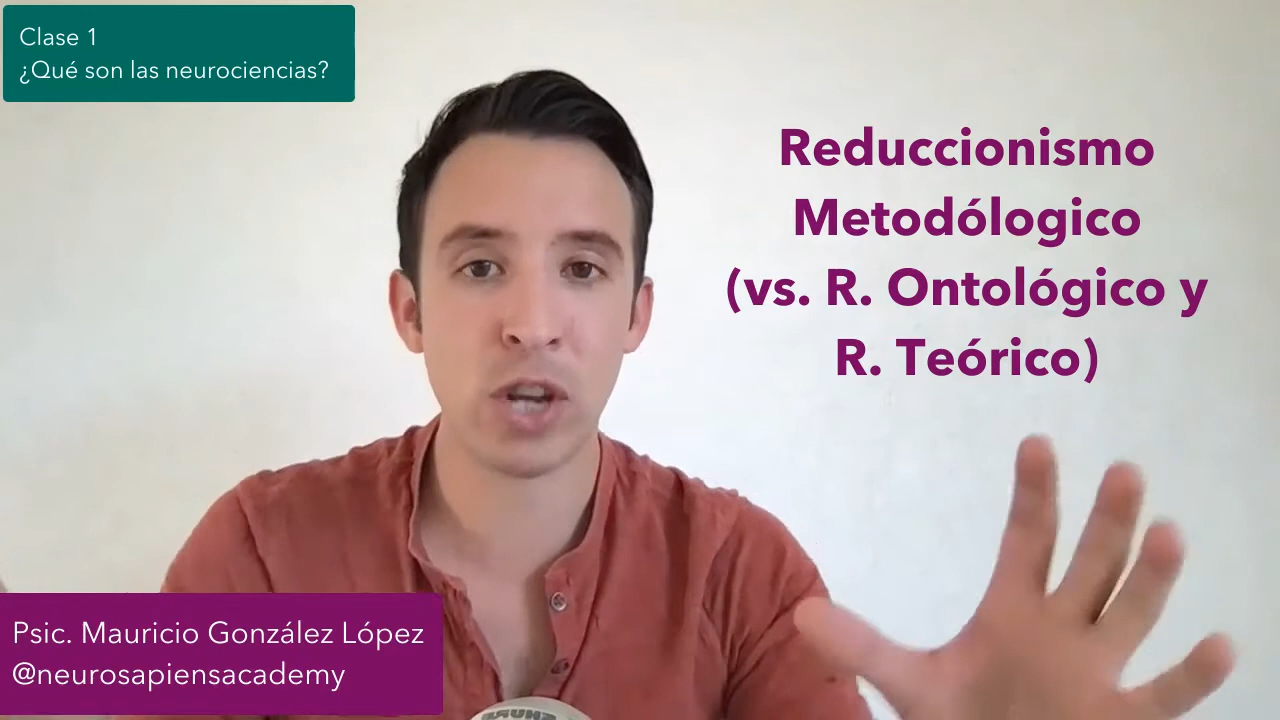 Clase 1
¿Qué son las neurociencias?
Reduccionismo
Metodólogico
(vs. R. Ontológico y
R. Teórico)
Psic. Mauricio González López
@neurosapiensacademy